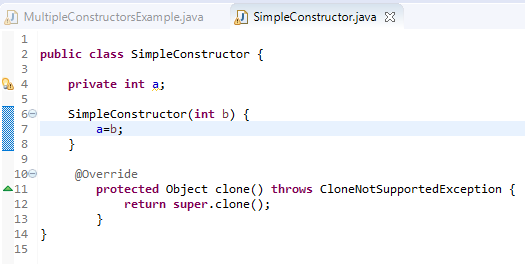 MultipleConstructorsExample.java
SimpleConstructor.java
1
2 public class SimpleConstructor {
3
4 private int a;
5
6 SimpleConstructor(int b) {
7 a=b;
8 }
9
10 @Override
11 protected Object clone() throws CloneNotSupportedException {
12 return super.clone();
13 }
14 }
15